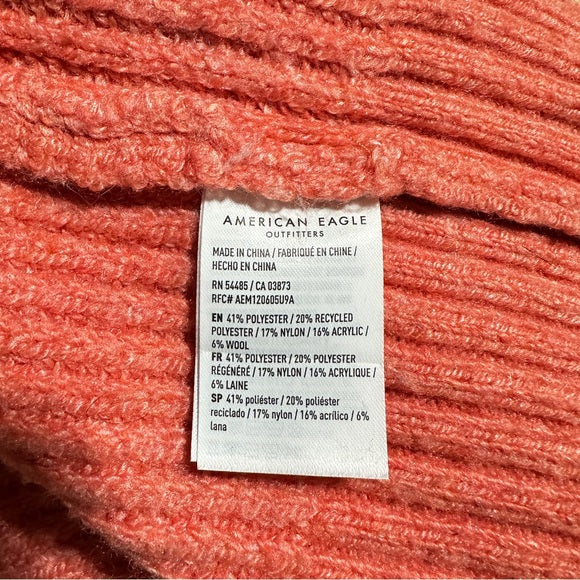 AMERICAN EAGLE
OUTFITTERS
MADE IN CHINA / FABRIQUÉ EN CHINE /
HECHO EN CHINA
RN 54485 / CA 03873
RFC# AEM120605U9A
EN 41% POLYESTER / 20% RECYCLED
POLYESTER / 17% NYLON / 16% ACRYLIC /
6% WOOL
FR 41% POLYESTER / 20% POLYESTER
RÉGÉNÉRÉ / 17% NYLON / 16% ACRYLIQUE /
6% LAINE
SP 41% poliéster / 20% poliéster
reciclado / 17% nylon / 16% acrílico / 6%
lana